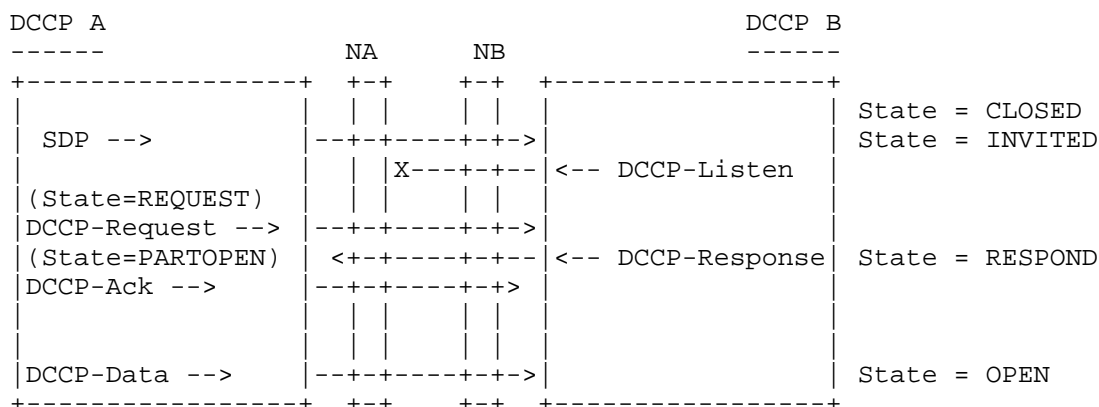 DCCP A                                               DCCP B
------                   NA      NB                  ------
+-----------------+  +-+    +-+  +-----------------+
|                 |  | |    | |  |                 | State = CLOSED
| SDP -->         |--+-+----+-+->|                 | State = INVITED
|                 |  | |X---+-+--|<-- DCCP-Listen  |
|(State=REQUEST)  |  | |    | |  |                 |
|DCCP-Request --> |--+-+----+-+->|                 |
|(State=PARTOPEN) | <+-+----+-+--|<-- DCCP-Response| State = RESPOND
|DCCP-Ack -->     |--+-+----+-+> |                 |
|                 |  | |    | |  |                 |
|                 |  | |    | |  |                 |
|DCCP-Data -->    |--+-+----+-+->|                 | State = OPEN
+-----------------+  +-+    +-+  +-----------------+